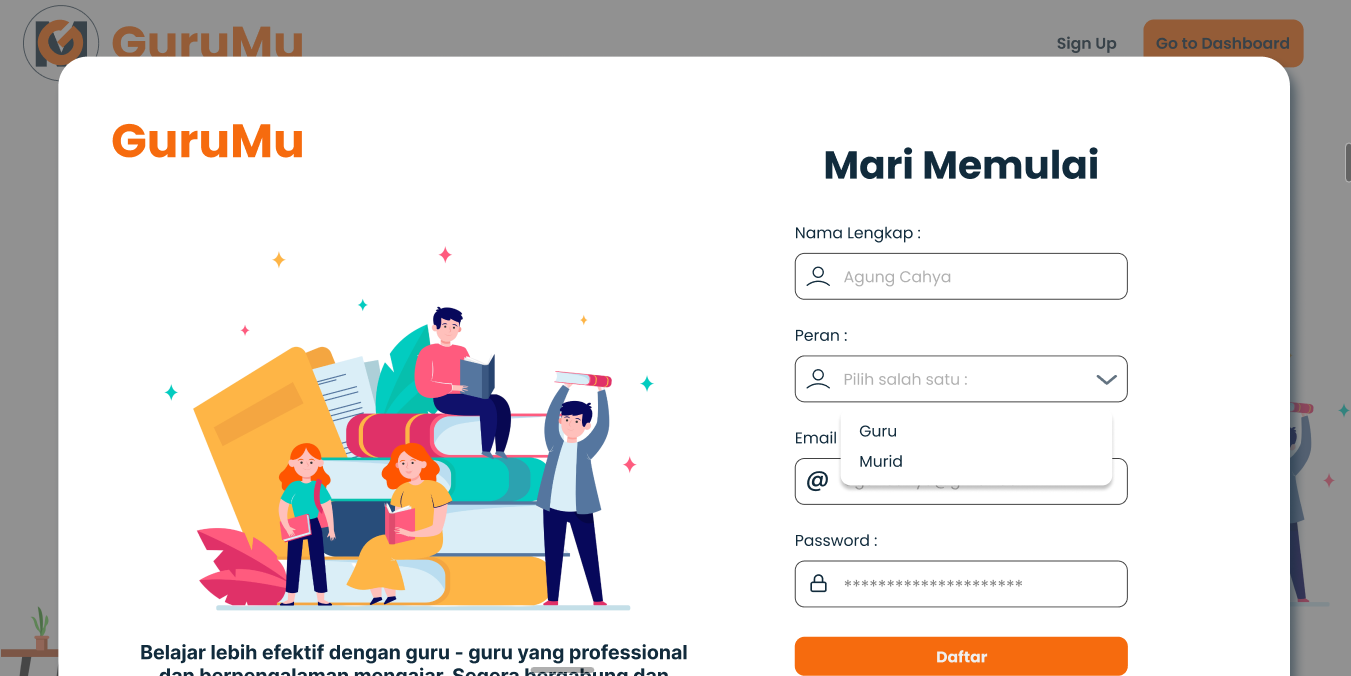 GuruMu
Sign Up
Go to Dashboard
GuruMu
Mari Memulai
Nama Lengkap :
Agung Cahya
Peran :
Pilih salah satu :
Guru
Murid
Email
@
Password :
*********************
Daftar
Belajar lebih efektif dengan guru - guru yang professional
dan berpengalaman mengajar. Segera bergabung dan